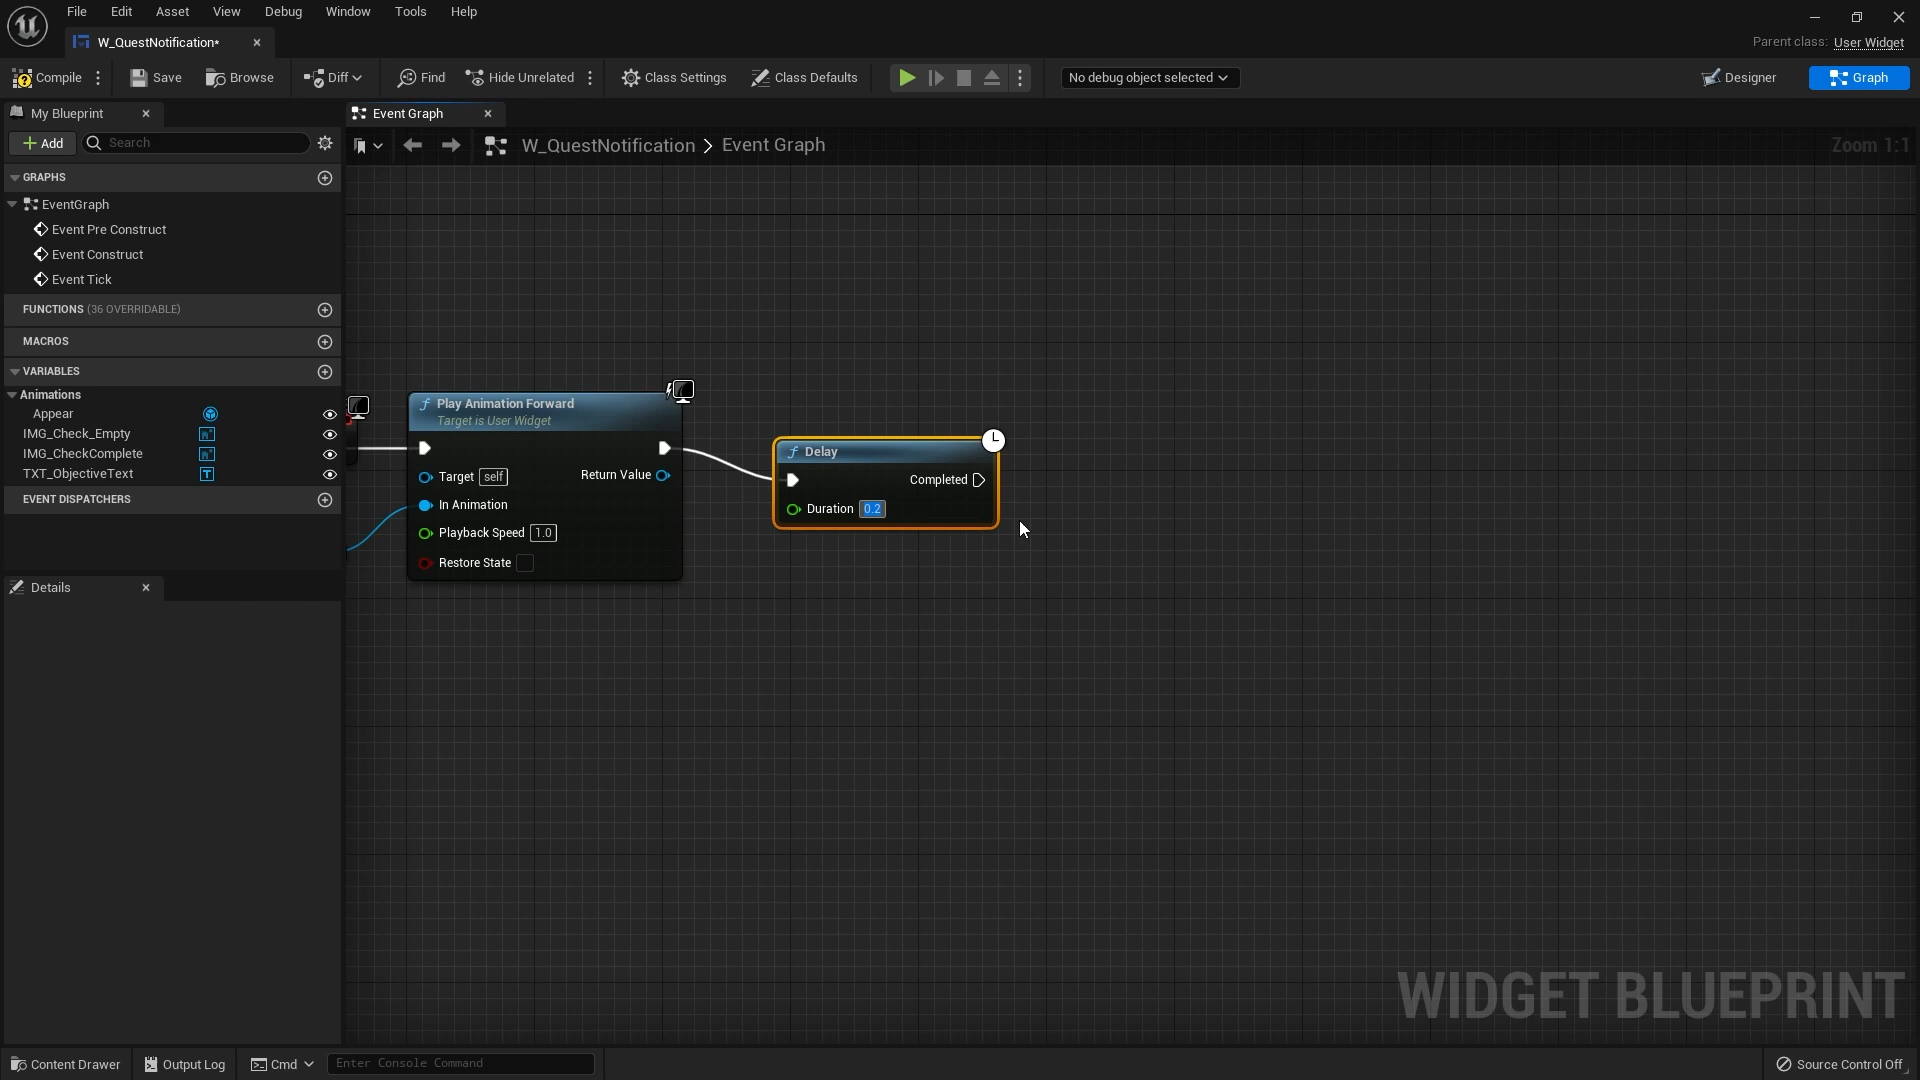 File Edit Asset View Debug Window Tools Help
W_QuestNotification*
Parent class: User Widget
Compile Save Browse Diff Find Hide Unrelated Class Settings Class Defaults No debug object selected Designer Graph
My Blueprint
Event Graph
Add Search
W_QuestNotification > Event Graph
Zoom 1:1
GRAPHS
EventGraph
Event Pre Construct
Event Construct
Event Tick
FUNCTIONS (36 OVERRIDABLE)
MACROS
VARIABLES
Animations
Appear
IMG_Check_Empty
IMG_CheckComplete
TXT_ObjectiveText
EVENT DISPATCHERS
Details
f Play Animation Forward
Target is User Widget
Target self
Return Value
In Animation
Playback Speed 1.0
Restore State
f Delay
Completed
Duration 0.2
WIDGET BLUEPRINT
Content Drawer Output Log Cmd Enter Console Command Source Control Off